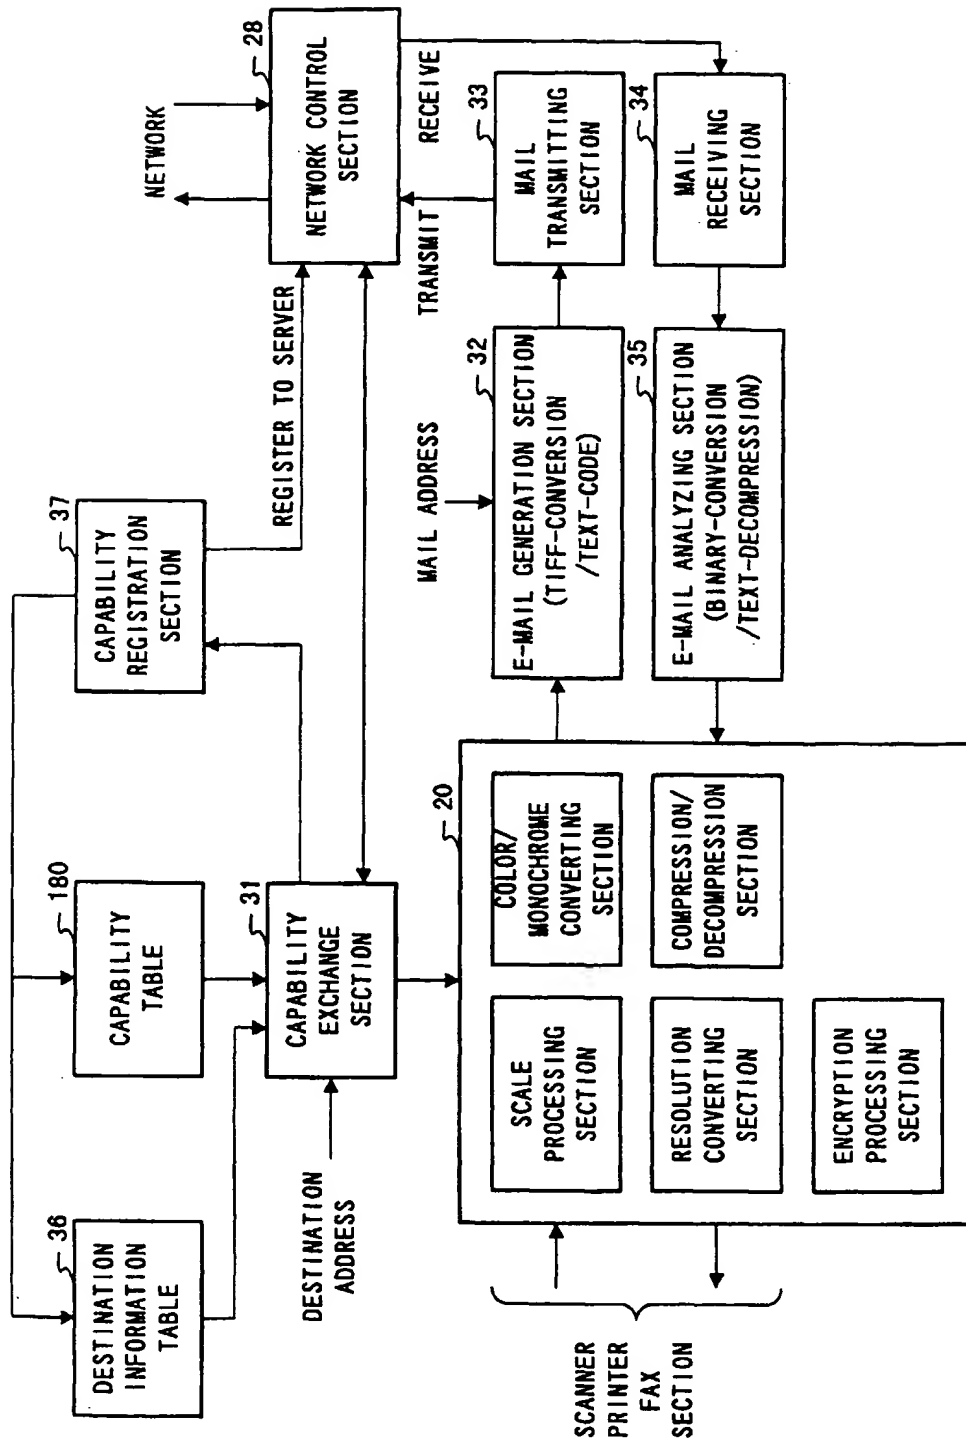 36
DESTINATION
INFORMATION
TABLE
180
CAPABILITY
TABLE
37
CAPABILITY
REGISTRATION
SECTION
NETWORK
28
NETWORK CONTROL
SECTION
REGISTER TO SERVER
31
CAPABILITY
EXCHANGE
SECTION
DESTINATION
ADDRESS
TRANSMIT
RECEIVE
MAIL ADDRESS
20
SCALE
PROCESSING
SECTION
COLOR/
MONOCHROME
CONVERTING
SECTION
32
E-MAIL GENERATION SECTION
(TIFF-CONVERSION
/TEXT-CODE)
33
MAIL
TRANSMITTING
SECTION
SCANNER
PRINTER
FAX
SECTION
RESOLUTION
CONVERTING
SECTION
COMPRESSION/
DECOMPRESSION
SECTION
35
E-MAIL ANALYZING SECTION
(BINARY-CONVERSION
/TEXT-DECOMPRESSION)
34
MAIL
RECEIVING
SECTION
ENCRYPTION
PROCESSING
SECTION